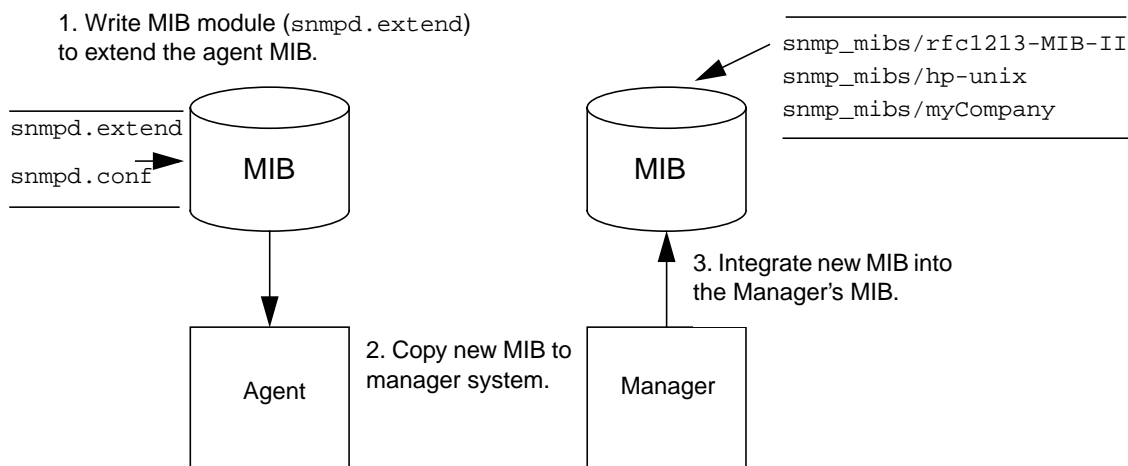 1. Write MIB module (snmpd.extend)
to extend the agent MIB.
snmp_mibs/rfc1213-MIB-II
snmp_mibs/hp-unix
snmp_mibs/myCompany
snmpd.extend
snmpd.conf
MIB
MIB
3. Integrate new MIB into
the Manager’s MIB.
2. Copy new MIB to
manager system.
Agent
Manager